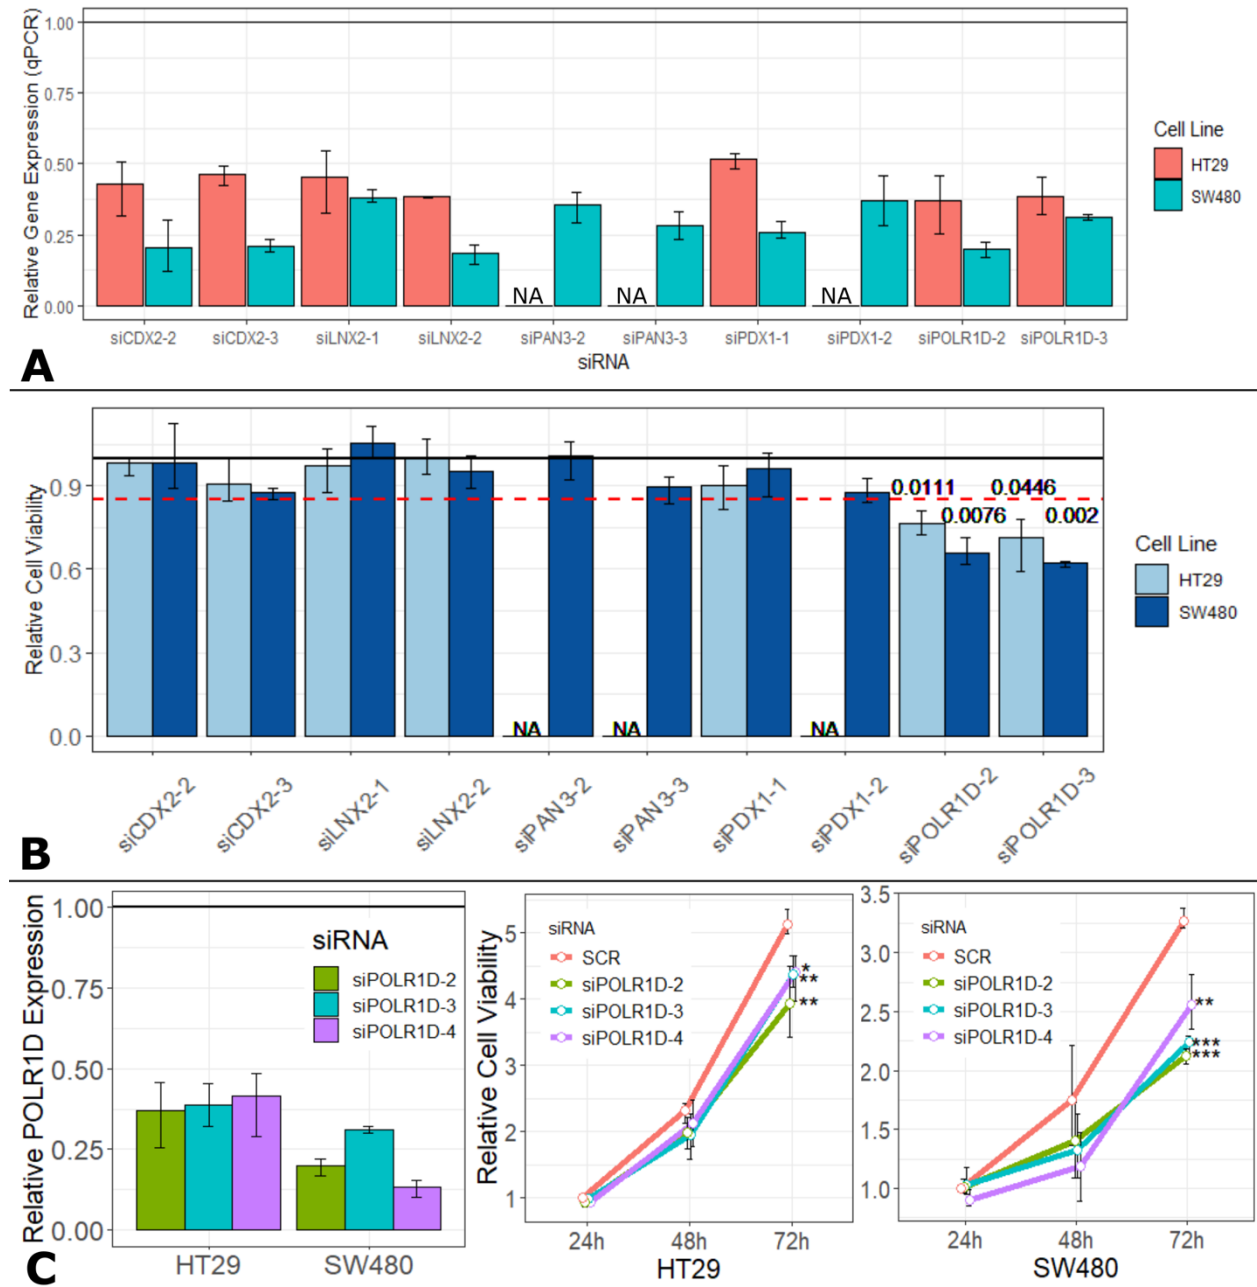 Relative Gene Expression (qPCR)
1.00
0.75
0.50
0.25
0.00
NA
NA
NA
siCDX2-2 siCDX2-3 siLNX2-1 siLNX2-2 siPAN3-2 siPAN3-3 siPDX1-1 siPDX1-2 siPOLR1D-2 siPOLR1D-3
siRNA
Cell Line
HT29
SW480
A
Relative Cell Viability
0.9
0.6
0.3
0.0
NA
NA
NA
0.0111
0.0076
0.0446
0.002
siCDX2-2 siCDX2-3 siLNX2-1 siLNX2-2 siPAN3-2 siPAN3-3 siPDX1-1 siPDX1-2 siPOLR1D-2 siPOLR1D-3
Cell Line
HT29
SW480
B
Relative POLR1D Expression
1.00
0.75
0.50
0.25
0.00
siRNA
siPOLR1D-2
siPOLR1D-3
siPOLR1D-4
HT29 SW480
C
Relative Cell Viability
5
4
3
2
1
siRNA
SCR
siPOLR1D-2
siPOLR1D-3
siPOLR1D-4
*
**
**
24h 48h 72h
HT29
3.5
3.0
2.5
2.0
1.5
1.0
siRNA
SCR
siPOLR1D-2
siPOLR1D-3
siPOLR1D-4
**
***
***
24h 48h 72h
SW480